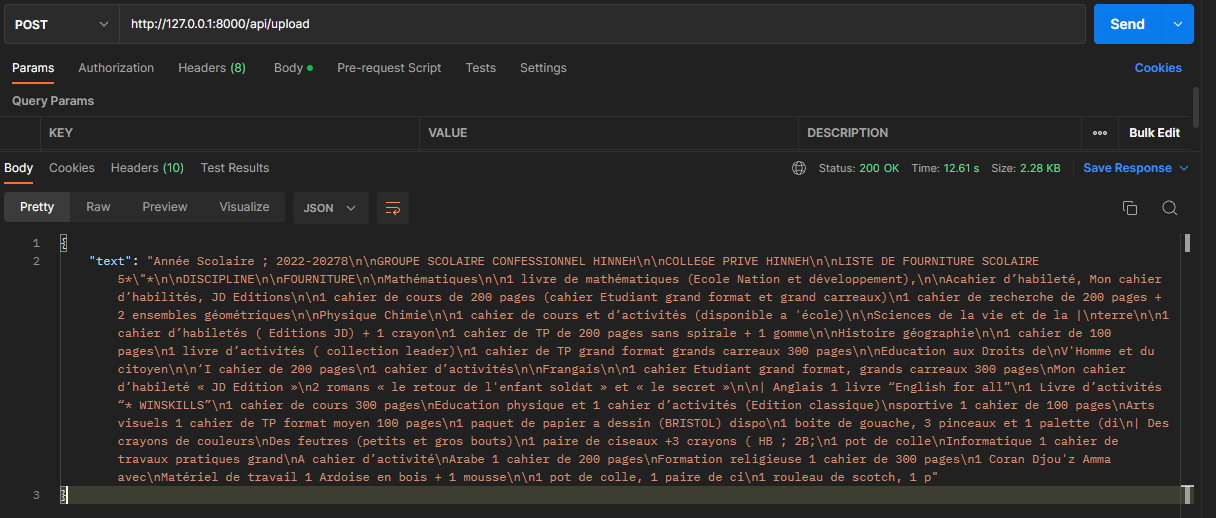 POST
http://127.0.0.1:8000/api/upload
Send
Params Authorization Headers (8) Body Pre-request Script Tests Settings Cookies
Query Params
KEY VALUE DESCRIPTION ooo Bulk Edit
Body Cookies Headers (10) Test Results Status: 200 OK Time: 12.61 s Size: 2.28 KB Save Response
Pretty Raw Preview Visualize JSON
1 {
2 "text": "Année Scolaire ; 2022-20278\n\nGROUPE SCOLAIRE CONFESSIONNEL HINNEH\n\nCOLLEGE PRIVE HINNEH\n\nLISTE DE FOURNITURE SCOLAIRE
5*\"*\n\nDISCIPLINE\n\nFOURNITURE\n\nMathématiques\n\n1 livre de mathématiques (Ecole Nation et développement),\n\nAcahier d’habileté, Mon cahier
d’habilités, JD Editions\n\n1 cahier de cours de 200 pages (cahier Etudiant grand format et grand carreaux)\n1 cahier de recherche de 200 pages +
2 ensembles géométriques\n\nPhysique Chimie\n\n1 cahier de cours et d’activités (disponible a 'école)\n\nSciences de la vie et de la |\nterre\n\n1
cahier d’habiletés ( Editions JD) + 1 crayon\n1 cahier de TP de 200 pages sans spirale + 1 gomme\n\nHistoire géographie\n\n1 cahier de 100
pages\n1 livre d’activités ( collection leader)\n1 cahier de TP grand format grands carreaux 300 pages\n\nEducation aux Droits de\nV'Homme et du
citoyen\n\n‘I cahier de 200 pages\n1 cahier d’activités\n\nFrangais\n\n1 cahier Etudiant grand format, grands carreaux 300 pages\nMon cahier
d’habileté « JD Edition »\n2 romans « le retour de l'enfant soldat » et « le secret »\n\n| Anglais 1 livre “English for all”\n1 Livre d’activités
“* WINSKILLS”\n1 cahier de cours 300 pages\nEducation physique et 1 cahier d’activités (Edition classique)\nsportive 1 cahier de 100 pages\nArts
visuels 1 cahier de TP format moyen 100 pages\n1 paquet de papier a dessin (BRISTOL) dispo\n1 boite de gouache, 3 pinceaux et 1 palette (di\n| Des
crayons de couleurs\nDes feutres (petits et gros bouts)\n1 paire de ciseaux +3 crayons ( HB ; 2B;\n1 pot de colle\nInformatique 1 cahier de
travaux pratiques grand\nA cahier d’activité\nArabe 1 cahier de 200 pages\nFormation religieuse 1 cahier de 300 pages\n1 Coran Djou'z Amma
avec\nMatériel de travail 1 Ardoise en bois + 1 mousse\n\n1 pot de colle, 1 paire de ci\n1 rouleau de scotch, 1 p"
3 }